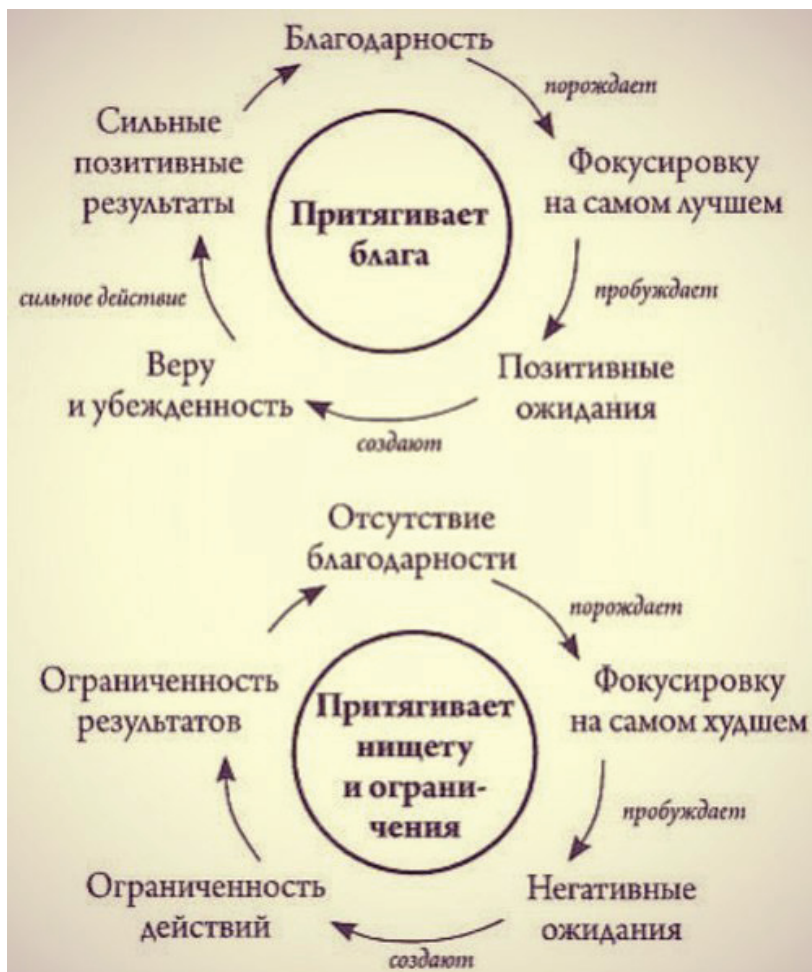 Благодарность
порождает
Сильные
позитивные
результаты
Фокусировку
на самом лучшем
Притягивает
блага
пробуждает
сильное действие
Позитивные
ожидания
Веру
и убежденность
создают
Отсутствие
благодарности
порождает
Ограниченность
результатов
Фокусировку
на самом худшем
Притягивает
нищету
и ограни-
чения
пробуждает
Ограниченность
действий
Негативные
ожидания
создают